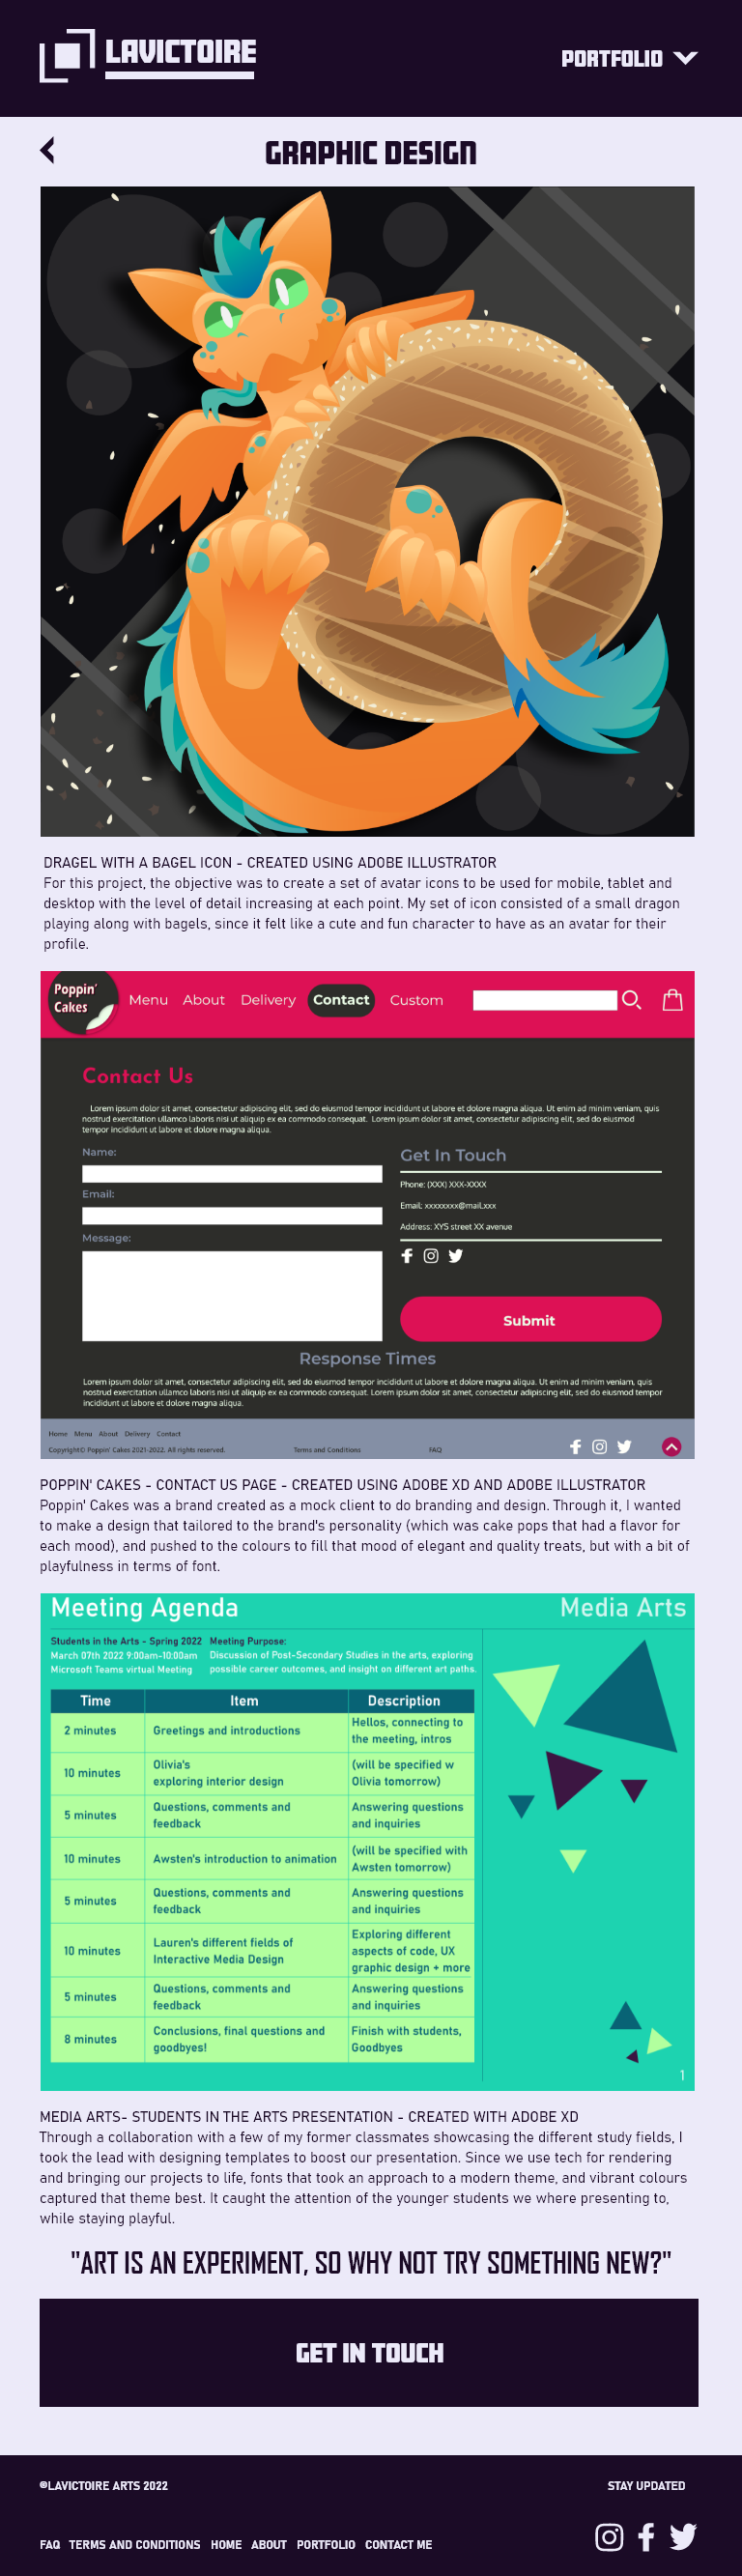 LAVICTOIRE
PORTFOLIO
GRAPHIC DESIGN
DRAGEL WITH A BAGEL ICON - CREATED USING ADOBE ILLUSTRATOR
For this project, the objective was to create a set of avatar icons to be used for mobile, tablet and
desktop with the level of detail increasing at each point. My set of icon consisted of a small dragon
playing along with bagels, since it felt like a cute and fun character to have as an avatar for their
profile.
Poppin'
Cakes
Menu About Delivery Contact Custom
Contact Us
Lorem ipsum dolor sit amet, consectetur adipiscing elit, sed do eiusmod tempor incididunt ut labore et dolore magna aliqua. Ut enim ad minim veniam, quis
nostrud exercitation ullamco laboris nisi ut aliquip ex ea commodo consequat. Lorem ipsum dolor sit amet, consectetur adipiscing elit, sed do eiusmod
tempor incididunt ut labore et dolore magna aliqua.
Name:
Email:
Message:
Get In Touch
Phone: (XXX) XXX-XXXX
Email: xxxxxxxx@mail.xxx
Address: XYS street XX avenue
Submit
Response Times
Lorem ipsum dolor sit amet, consectetur adipiscing elit, sed do eiusmod tempor incididunt ut labore et dolore magna aliqua. Ut enim ad minim veniam, quis
nostrud exercitation ullamco laboris nisi ut aliquip ex ea commodo consequat. Lorem ipsum dolor sit amet, consectetur adipiscing elit, sed do eiusmod tempor
incididunt ut labore et dolore magna aliqua.
Home Menu About Delivery Contact
Copyright© Poppin' Cakes 2021-2022. All rights reserved. Terms and Conditions FAQ
POPPIN' CAKES - CONTACT US PAGE - CREATED USING ADOBE XD AND ADOBE ILLUSTRATOR
Poppin' Cakes was a brand created as a mock client to do branding and design. Through it, I wanted
to make a design that tailored to the brand's personality (which was cake pops that had a flavor for
each mood), and pushed to the colours to fill that mood of elegant and quality treats, but with a bit of
playfulness in terms of font.
Meeting Agenda
Media Arts
Students in the Arts - Spring 2022
March 07th 2022 9:00am-10:00am
Microsoft Teams virtual Meeting
Meeting Purpose:
Discussion of Post-Secondary Studies in the arts, exploring
possible career outcomes, and insight on different art paths.
Time Item Description
2 minutes
Greetings and introductions
Hellos, connecting to
the meeting, intros
10 minutes
Olivia's
exploring interior design
(will be specified w
Olivia tomorrow)
5 minutes
Questions, comments and
feedback
Answering questions
and inquiries
10 minutes
Awsten's introduction to animation
(will be specified with
Awsten tomorrow)
5 minutes
Questions, comments and
feedback
Answering questions
and inquiries
10 minutes
Lauren's different fields of
Interactive Media Design
Exploring different
aspects of code, UX
graphic design + more
5 minutes
Questions, comments and
feedback
Answering questions
and inquiries
8 minutes
Conclusions, final questions and
goodbyes!
Finish with students,
Goodbyes
1
MEDIA ARTS- STUDENTS IN THE ARTS PRESENTATION - CREATED WITH ADOBE XD
Through a collaboration with a few of my former classmates showcasing the different study fields, I
took the lead with designing templates to boost our presentation. Since we use tech for rendering
and bringing our projects to life, fonts that took an approach to a modern theme, and vibrant colours
captured that theme best. It caught the attention of the younger students we where presenting to,
while staying playful.
"ART IS AN EXPERIMENT, SO WHY NOT TRY SOMETHING NEW?"
GET IN TOUCH
©LAVICTOIRE ARTS 2022
STAY UPDATED
FAQ TERMS AND CONDITIONS HOME ABOUT PORTFOLIO CONTACT ME